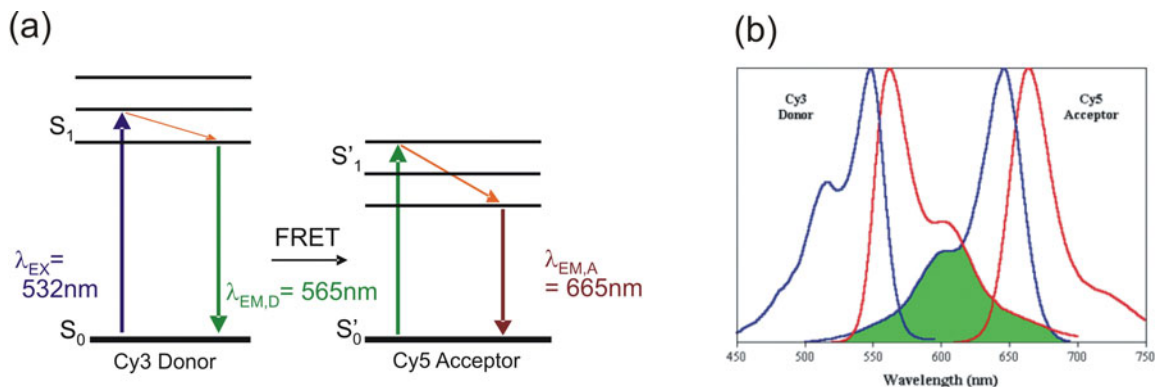 (a)
S1
λEX=
532nm
λEM,D= 565nm
S0
Cy3 Donor
FRET
S'1
λEM,A
= 665nm
S'0
Cy5 Acceptor
(b)
Cy3
Donor
Cy5
Acceptor
450 500 550 600 650 700 750
Wavelength (nm)